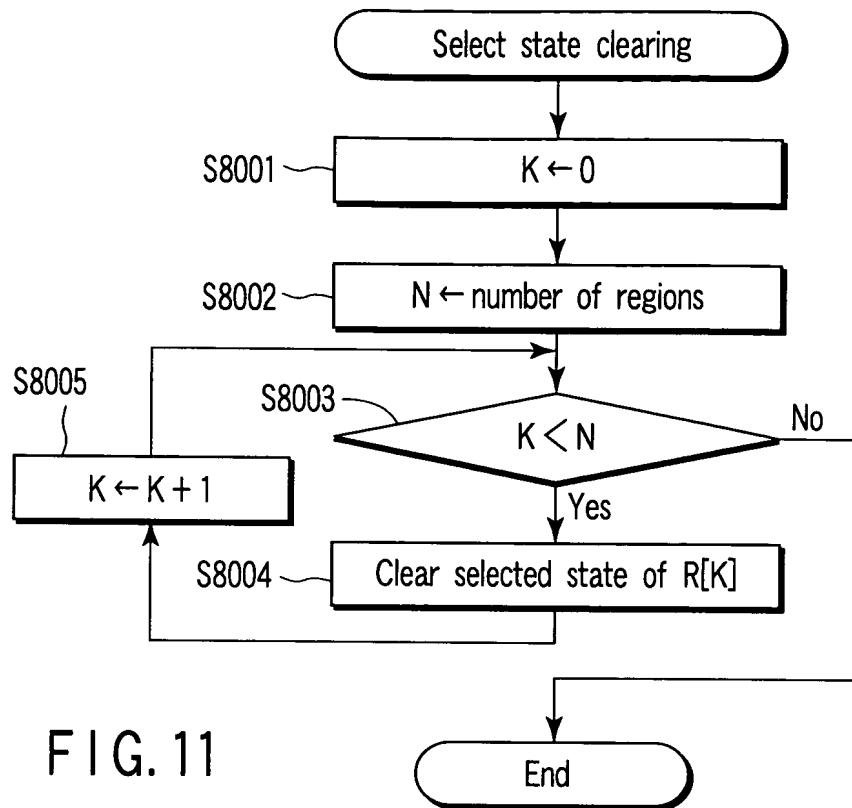 Select state clearing
S8001
K ← 0
S8002
N ← number of regions
S8005
S8003
K < N
No
K ← K + 1
Yes
S8004
Clear selected state of R[K]
FIG. 11
End